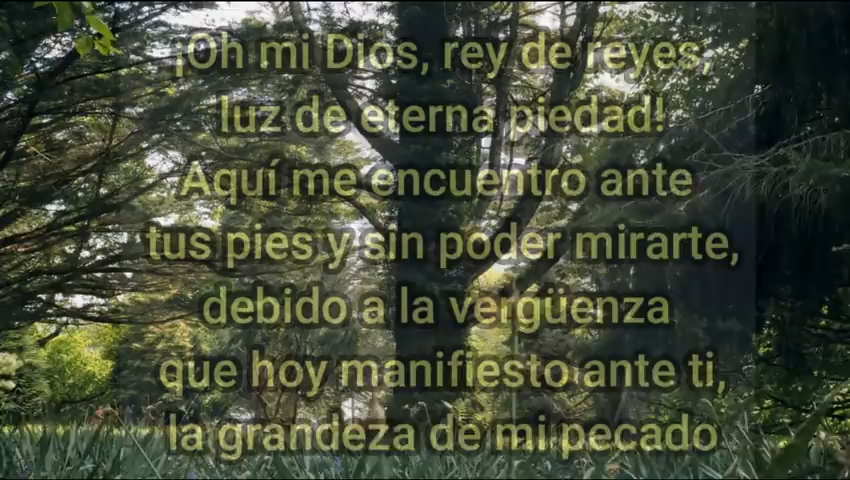 ¡Oh mi Dios, rey de reyes,
luz de eterna piedad!
Aquí me encuentro ante
tus pies y sin poder mirarte,
debido a la vergüenza
que hoy manifiesto ante ti,
la grandeza de mi pecado